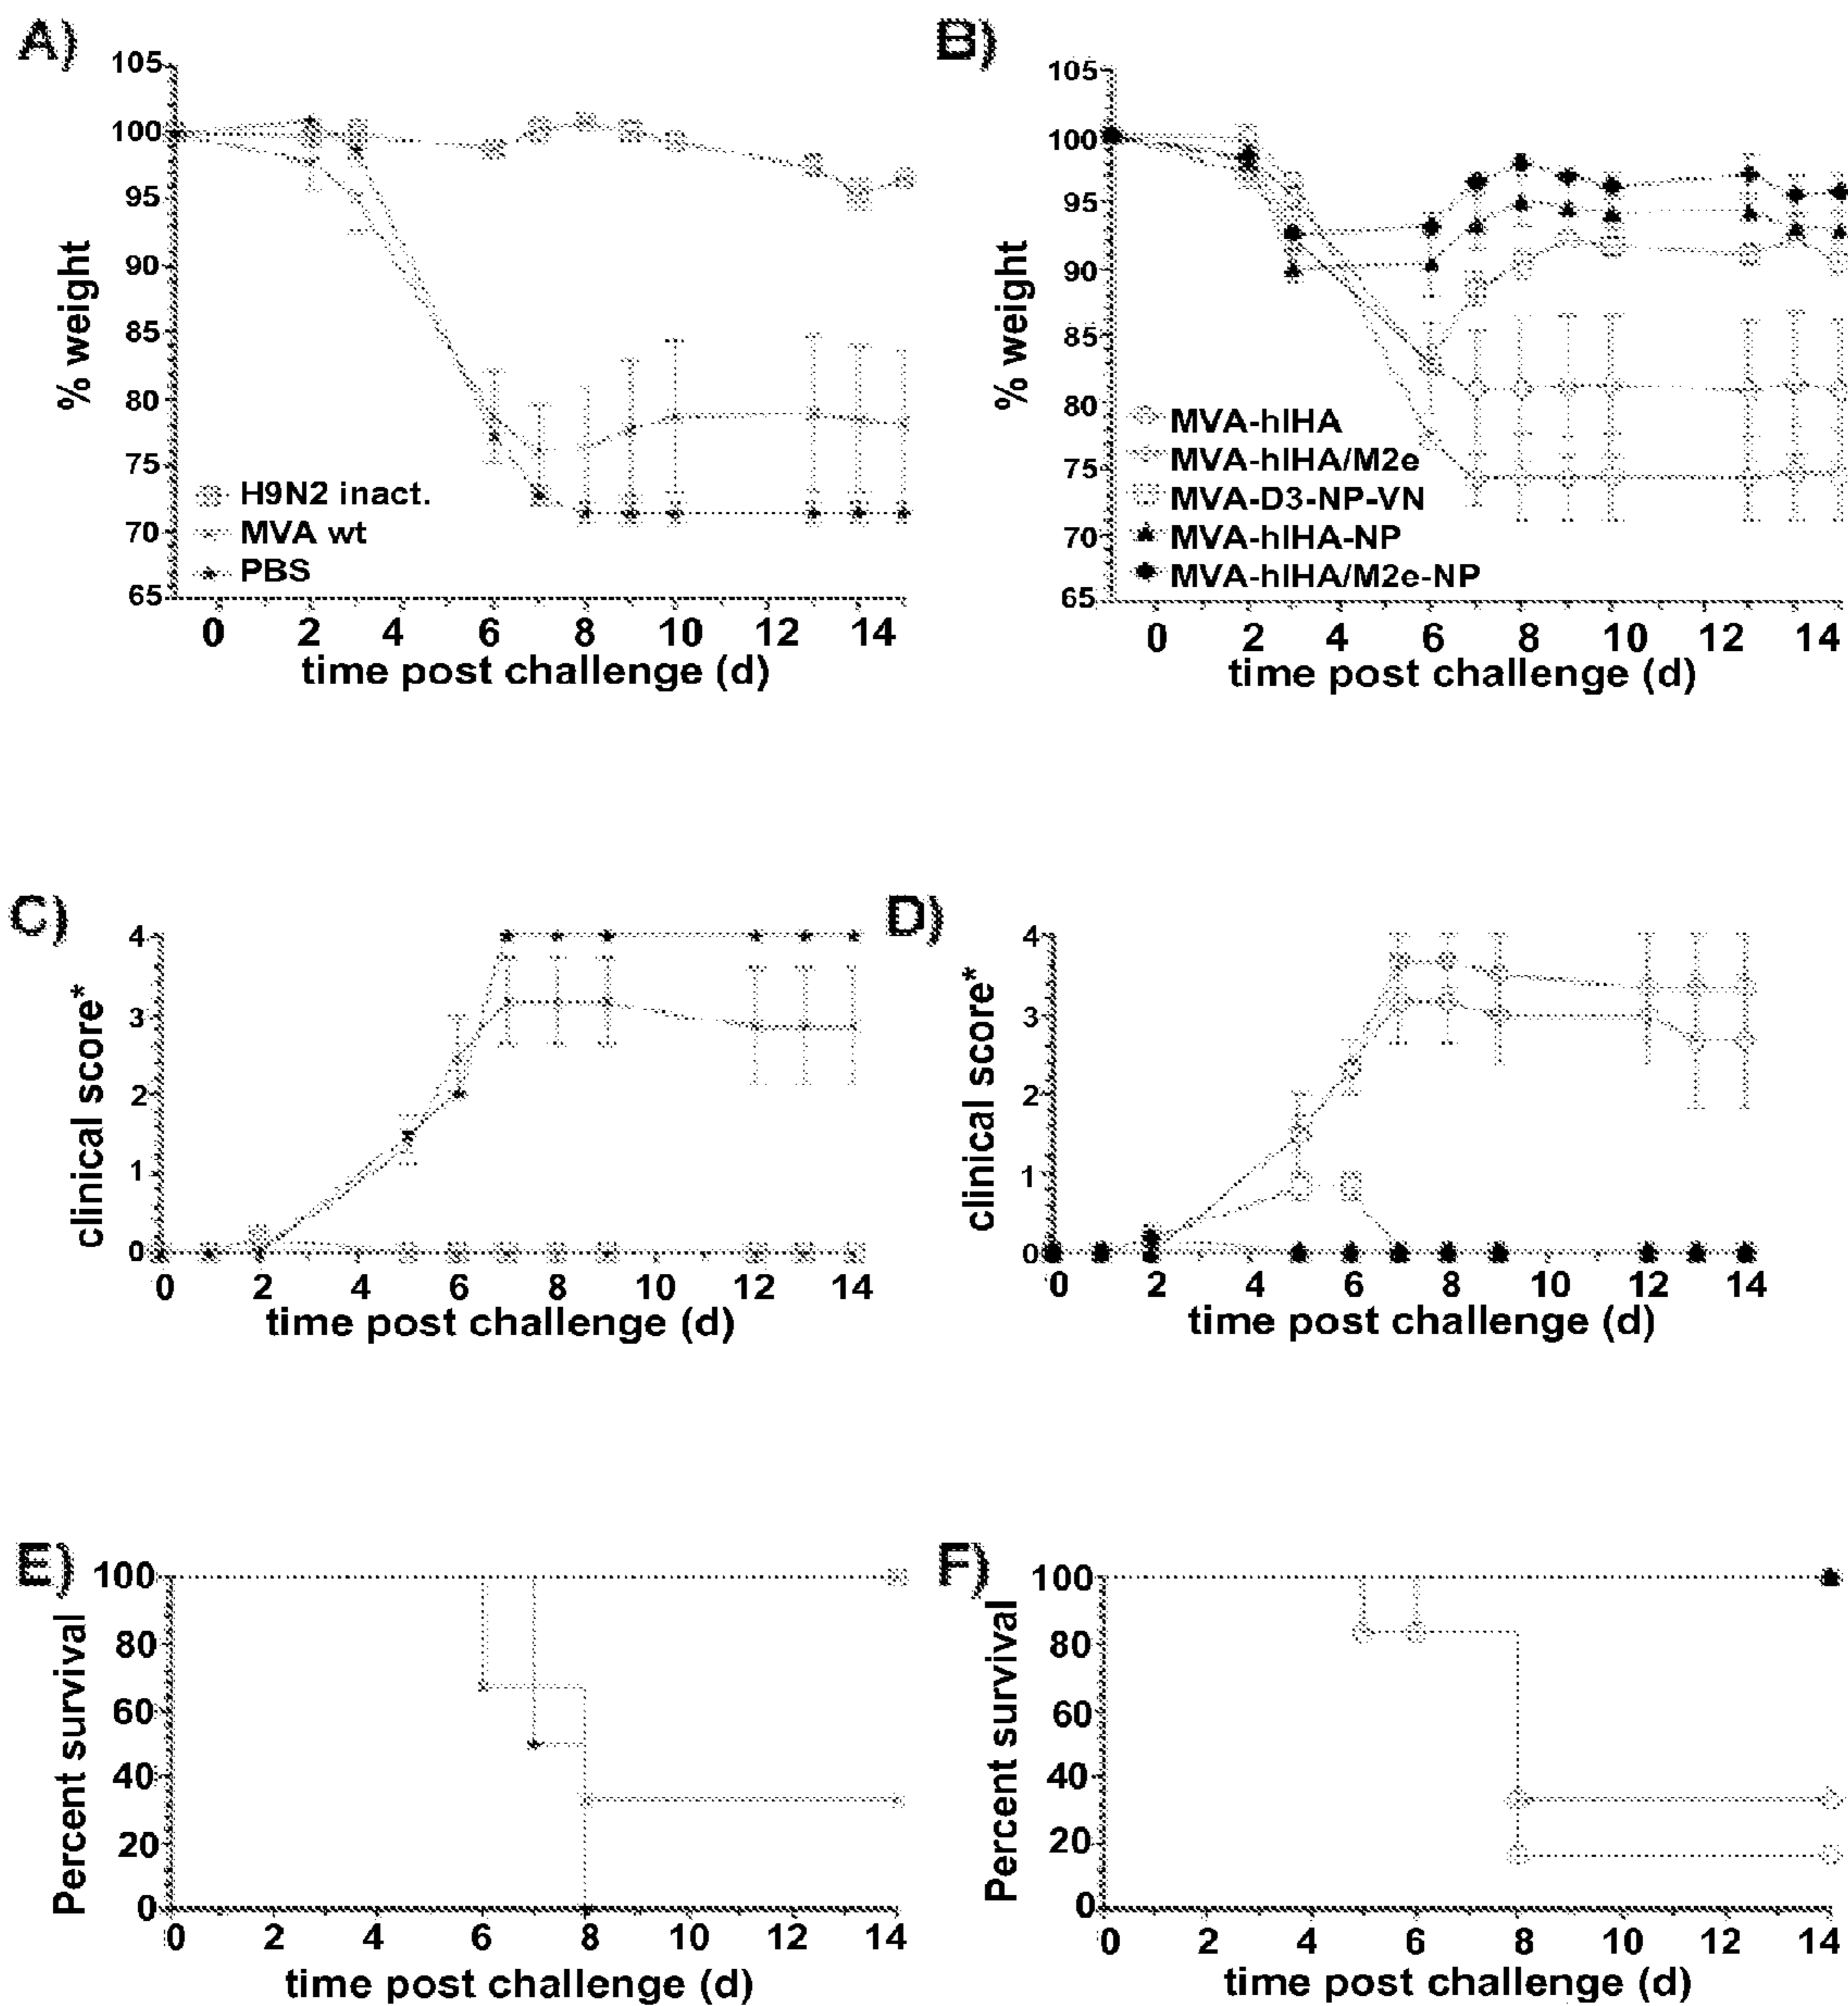 A)
105
100
95
90
85
80
75
70
65
% weight
H9N2 inact.
MVA wt
PBS
0 2 4 6 8 10 12 14
time post challenge (d)
B)
105
100
95
90
85
80
75
70
65
% weight
MVA-hlHA
MVA-hlHA/M2e
MVA-D3-NP-VN
MVA-hlHA-NP
MVA-hlHA/M2e-NP
0 2 4 6 8 10 12 14
time post challenge (d)
C)
4
3
2
1
0
clinical score*
0 2 4 6 8 10 12 14
time post challenge (d)
D)
4
3
2
1
0
clinical score*
0 2 4 6 8 10 12 14
time post challenge (d)
E)
100
80
60
40
20
0
Percent survival
0 2 4 6 8 10 12 14
time post challenge (d)
F)
100
80
60
40
20
0
Percent survival
0 2 4 6 8 10 12 14
time post challenge (d)